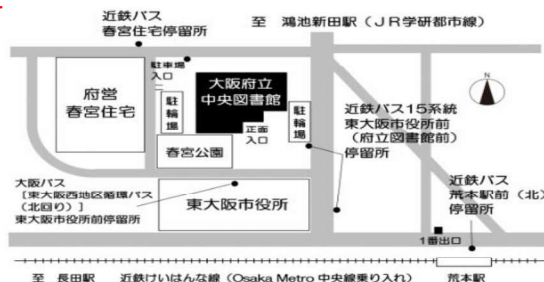 近鉄バス
春宮住宅停留所
至 鴻池新田駅（ＪＲ学研都市線）
駐車場
入口
府営
春宮住宅
大阪府立
中央図書館
駐輪場
駐輪場
正面
入口
春宮公園
N
近鉄バス15系統
東大阪市役所前
（府立図書館前）
停留所
大阪バス
［東大阪西地区循環バス
（北回り）］
東大阪市役所前停留所
東大阪市役所
近鉄バス
荒本駅前（北）
停留所
1番出口
至 長田駅
近鉄けいはんな線（Osaka Metro 中央線乗り入れ）
荒本駅